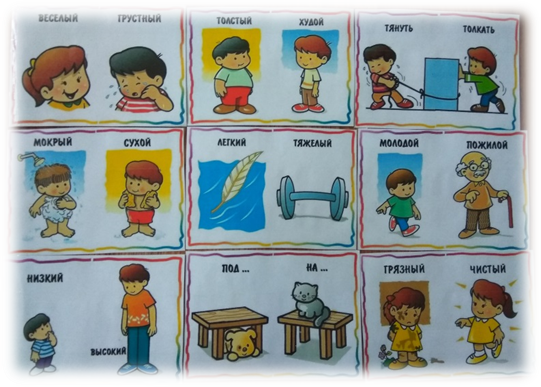 ВЕСЕЛЫЙ ГРУСТНЫЙ
ТОЛСТЫЙ ХУДОЙ
ТЯНУТЬ ТОЛКАТЬ
МОКРЫЙ СУХОЙ
ЛЕГКИЙ ТЯЖЕЛЫЙ
МОЛОДОЙ ПОЖИЛОЙ
НИЗКИЙ
ВЫСОКИЙ
ПОД ... НА ...
ГРЯЗНЫЙ ЧИСТЫЙ